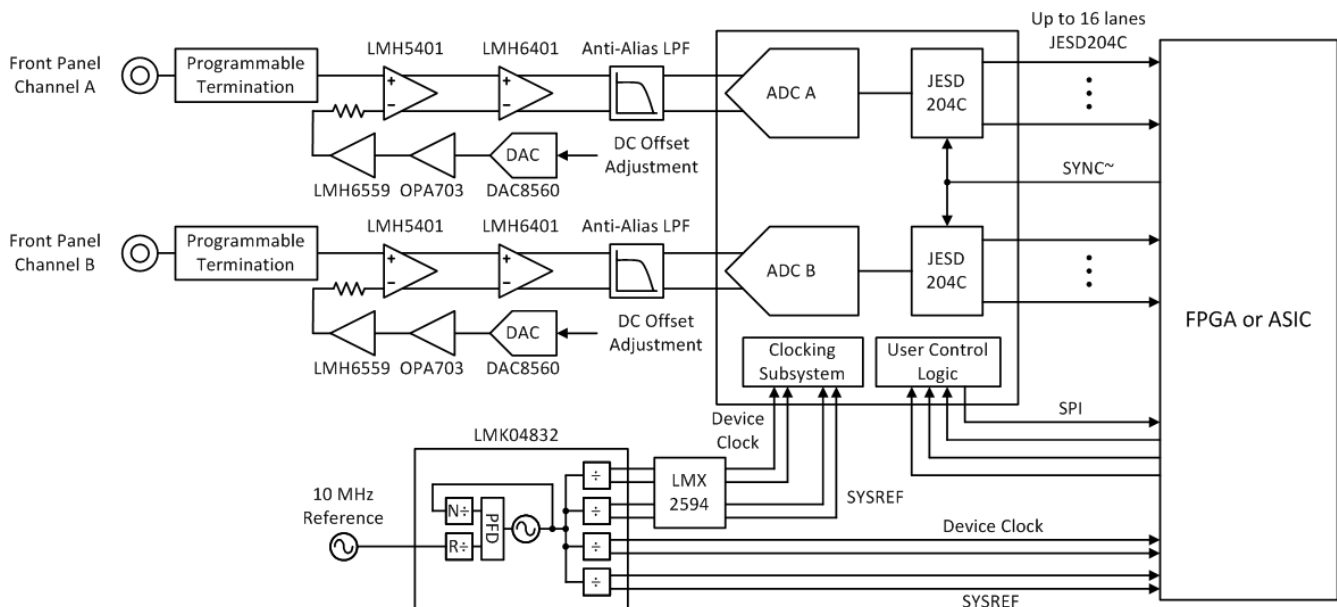 Up to 16 lanes
JESD204C
LMH5401
LMH6401
Anti-Alias LPF
Front Panel
Channel A
Programmable
Termination
+
−
+
−
ADC A
JESD
204C
DAC
DC Offset
Adjustment
LMH6559
OPA703
DAC8560
SYNC~
LMH5401
LMH6401
Anti-Alias LPF
Front Panel
Channel B
Programmable
Termination
+
−
+
−
ADC B
JESD
204C
FPGA or ASIC
DAC
DC Offset
Adjustment
LMH6559
OPA703
DAC8560
Clocking
Subsystem
User Control
Logic
SPI
Device
Clock
LMK04832
10 MHz
Reference
N÷
R÷
PFD
÷
÷
÷
÷
LMX
2594
SYSREF
Device Clock
SYSREF